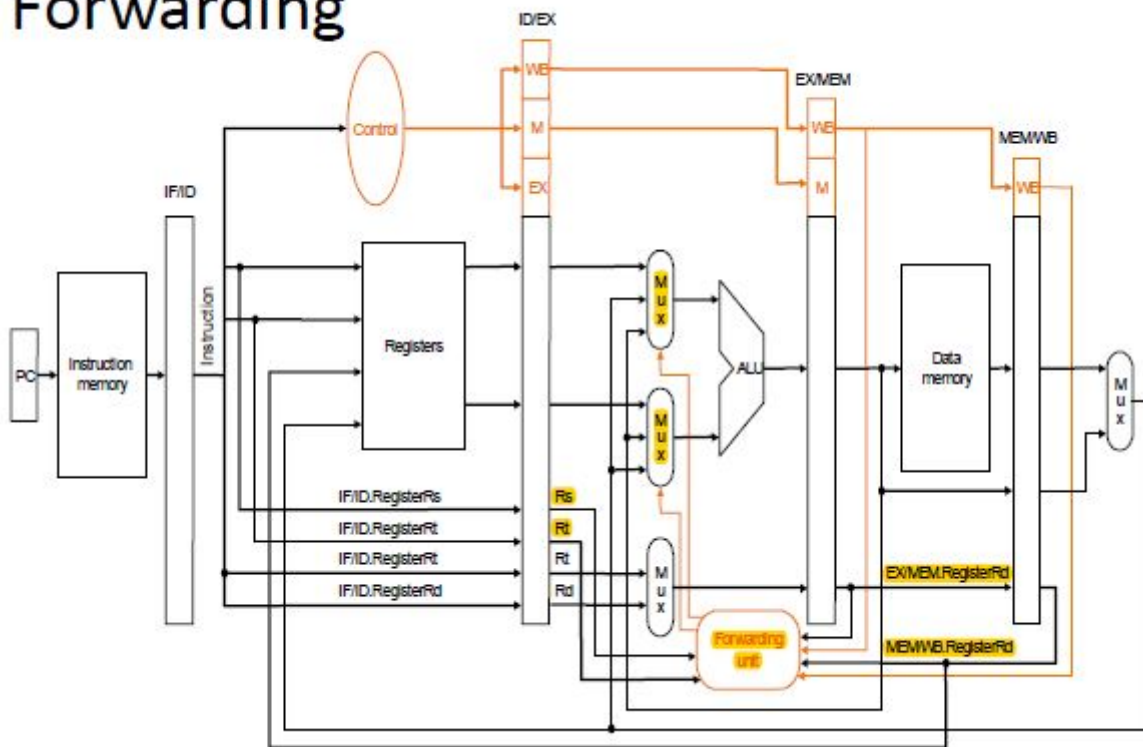 Forwarding
ID/EX
WB
EX/MEM
Control
M
WB
MEM/WB
IF/ID
EX
M
WB
Instruction
Mux
PC
Instruction
memory
Registers
ALU
Data
memory
Mux
Mux
IF/ID.RegisterRs
Rs
IF/ID.RegisterRt
Rt
IF/ID.RegisterRt
Rt
IF/ID.RegisterRd
Rd
Mux
EX/MEM.RegisterRd
Forwarding
unit
MEM/WB.RegisterRd